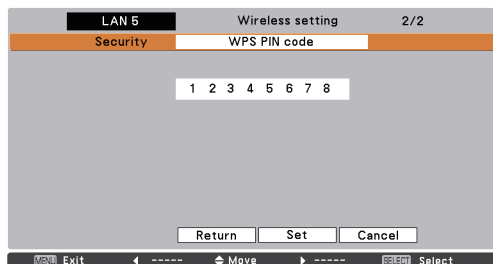 LAN 5 Wireless setting 2/2
Security WPS PIN code
1 2 3 4 5 6 7 8
Return Set Cancel
MENU Exit ◀ ----- ◆ Move ▶ ----- SELECT Select